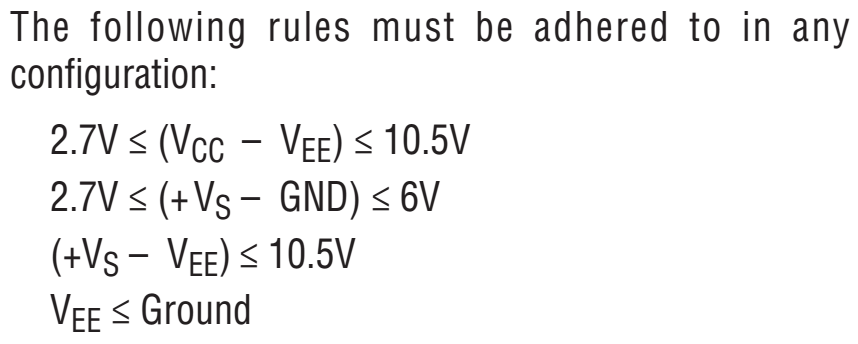 The following rules must be adhered to in any
configuration:
2.7V ≤ (VCC – VEE) ≤ 10.5V
2.7V ≤ (+VS – GND) ≤ 6V
(+VS – VEE) ≤ 10.5V
VEE ≤ Ground